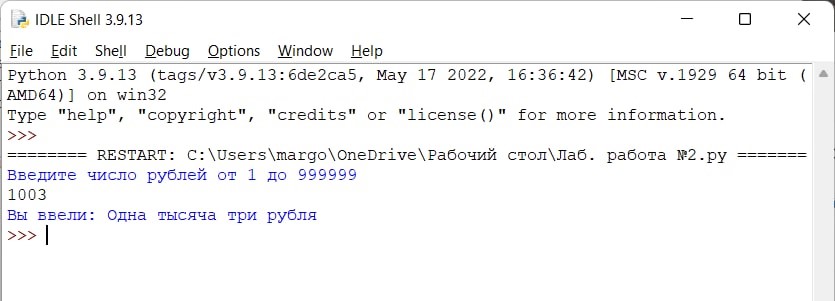 IDLE Shell 3.9.13
File Edit Shell Debug Options Window Help
Python 3.9.13 (tags/v3.9.13:6de2ca5, May 17 2022, 16:36:42) [MSC v.1929 64 bit (
AMD64)] on win32
Type "help", "copyright", "credits" or "license()" for more information.
>>>
======== RESTART: C:\Users\margo\OneDrive\Рабочий стол\Лаб. работа №2.py =======
Введите число рублей от 1 до 999999
1003
Вы ввели: Одна тысяча три рубля
>>>